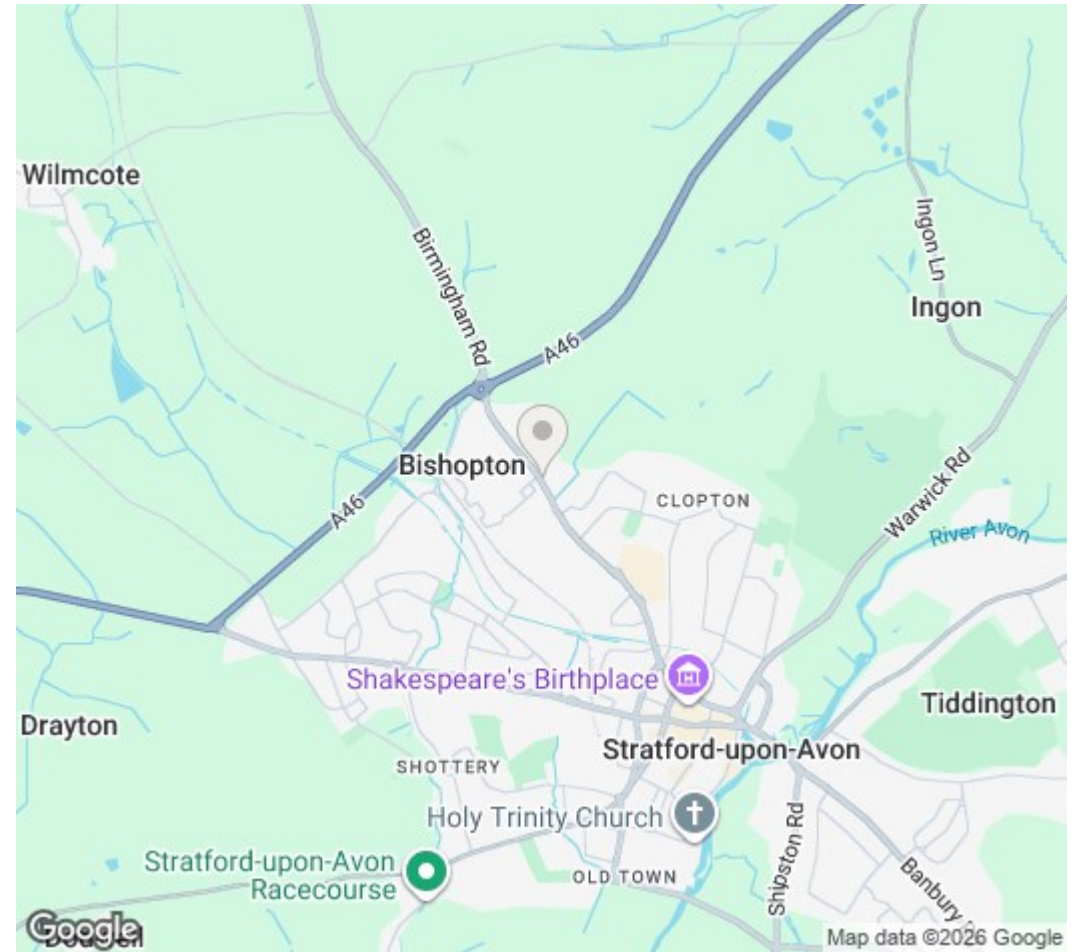 Wilmcote
Birmingham Rd
Ingon Ln
Ingon
A46
Bishopton
CLOPTON
Warwick Rd
A46
River Avon
Shakespeare's Birthplace
Tiddington
Drayton
Stratford-upon-Avon
SHOTTERY
Holy Trinity Church
Stratford-upon-Avon
Racecourse
OLD TOWN
Shipston Rd
Banbury
Google
Map data ©2026 Google